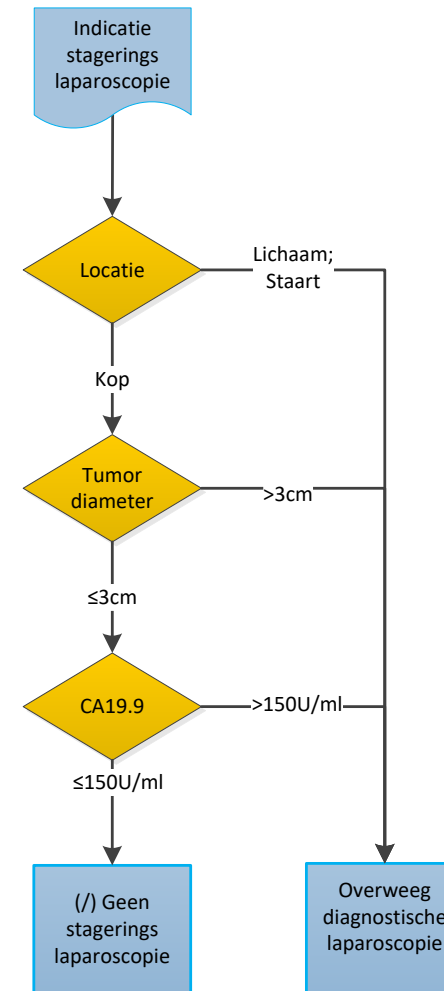 Indicatie
stagerings
laparoscopie
Locatie
Lichaam;
Staart
Kop
Tumor
diameter
>3cm
≤3cm
CA19.9
>150U/ml
≤150U/ml
(/) Geen
stagerings
laparoscopie
Overweeg
diagnostische
laparoscopie